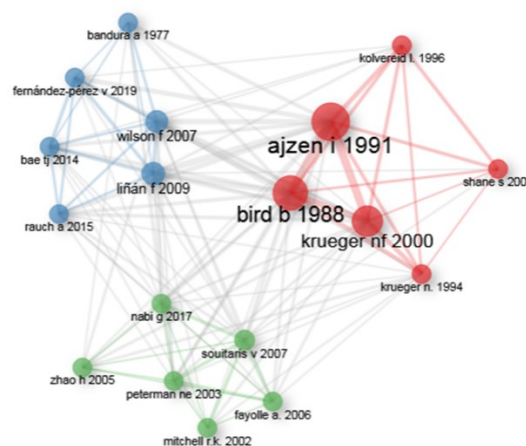 bandura a 1977
kolvereid l. 1996
fernández-pérez v 2019
wilson f 2007
ajzen i 1991
bae tj 2014
liñán f 2009
shane s 200
bird b 1988
rauch a 2015
krueger nf 2000
krueger n. 1994
nabi g 2017
souitaris v 2007
zhao h 2005
peterman ne 2003
fayolle a. 2006
mitchell r.k. 2002